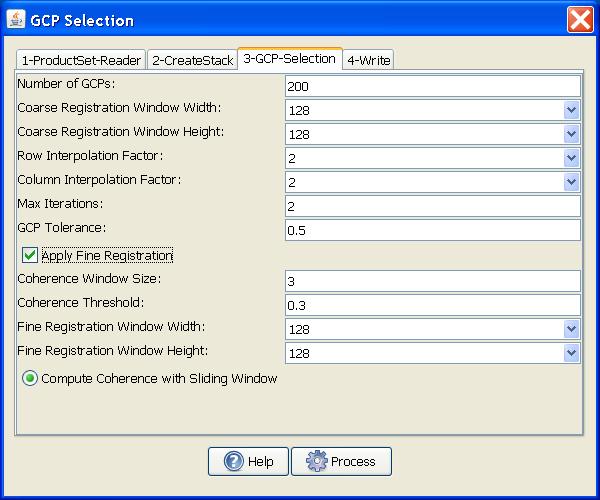 GCP Selection
1-ProductSet-Reader 2-CreateStack 3-GCP-Selection 4-Write
Number of GCPs: 200
Coarse Registration Window Width: 128
Coarse Registration Window Height: 128
Row Interpolation Factor: 2
Column Interpolation Factor: 2
Max Iterations: 2
GCP Tolerance: 0.5
Apply Fine Registration
Coherence Window Size: 3
Coherence Threshold: 0.3
Fine Registration Window Width: 128
Fine Registration Window Height: 128
Compute Coherence with Sliding Window
Help Process